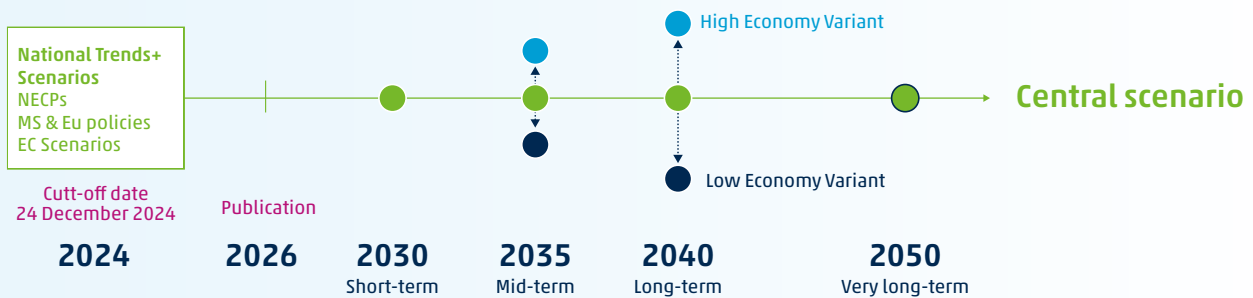 High Economy Variant
National Trends+
Scenarios
NECPs
MS & Eu policies
EC Scenarios
Central scenario
Low Economy Variant
Cutt-off date
24 December 2024
Publication
2024
2026
2030
2035
2040
2050
Short-term
Mid-term
Long-term
Very long-term